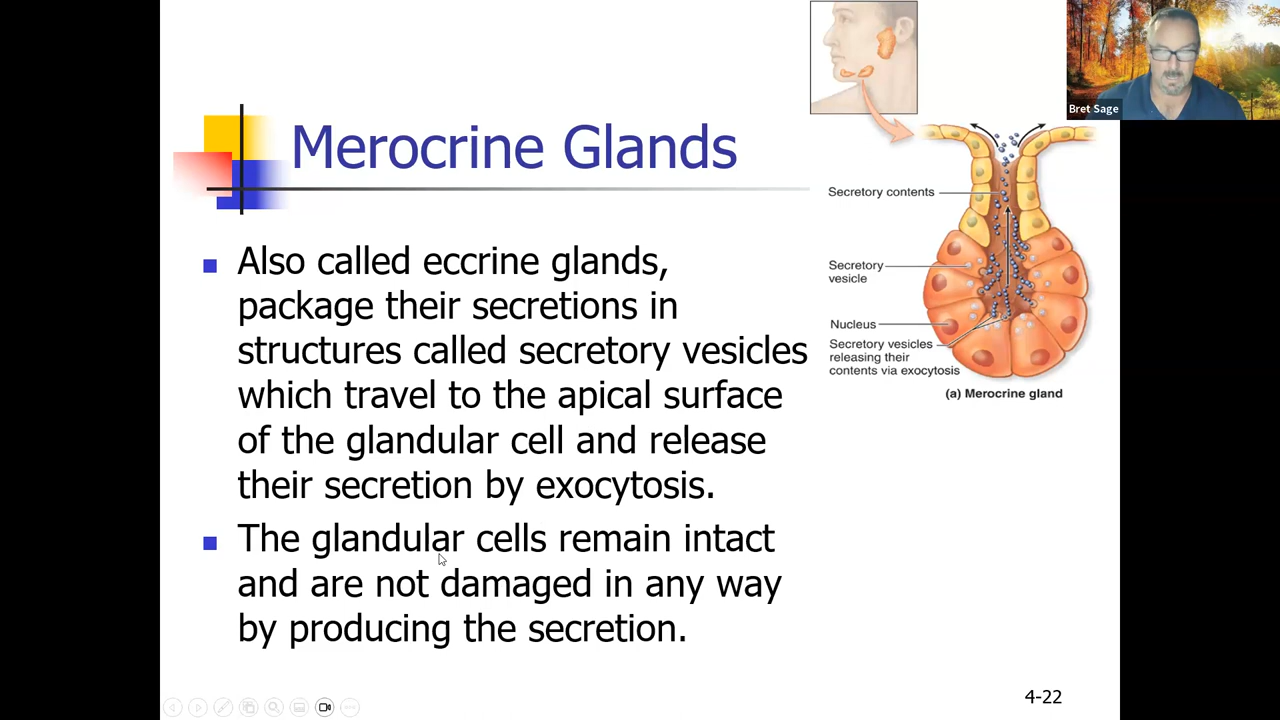 Bret Sage
Merocrine Glands
Also called eccrine glands,
package their secretions in
structures called secretory vesicles
which travel to the apical surface
of the glandular cell and release
their secretion by exocytosis.
The glandular cells remain intact
and are not damaged in any way
by producing the secretion.
Secretory contents
Secretory
vesicle
Nucleus
Secretory vesicles
releasing their
contents via exocytosis
(a) Merocrine gland
4-22